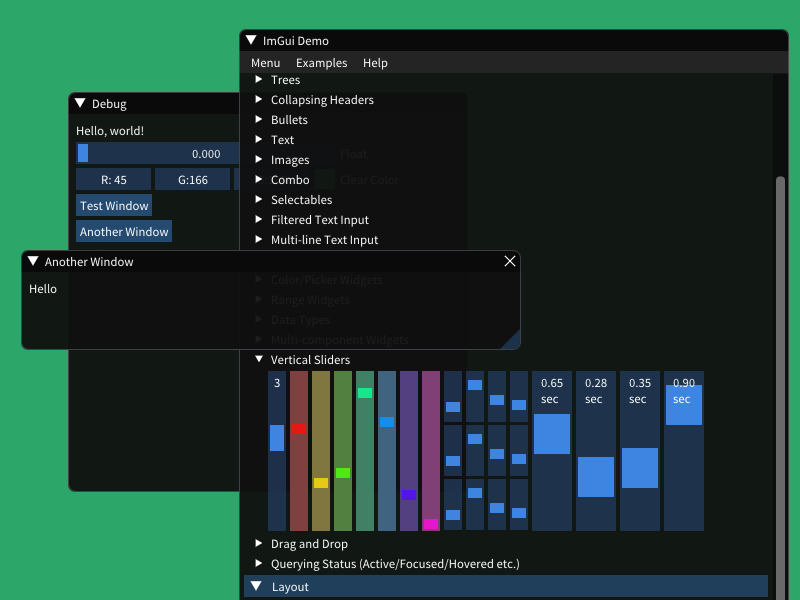 ImGui Demo
Menu Examples Help
Trees
Collapsing Headers
Bullets
Text
Images
Combo
Selectables
Filtered Text Input
Multi-line Text Input
Debug
Hello, world!
0.000 Float
R: 45 G:166 Clear Color
Test Window
Another Window
Another Window
Hello
Color/Picker Widgets
Range Widgets
Data Types
Multi-component Widgets
Vertical Sliders
3 0.65 0.28 0.35 0.90
sec sec sec sec
Drag and Drop
Querying Status (Active/Focused/Hovered etc.)
Layout